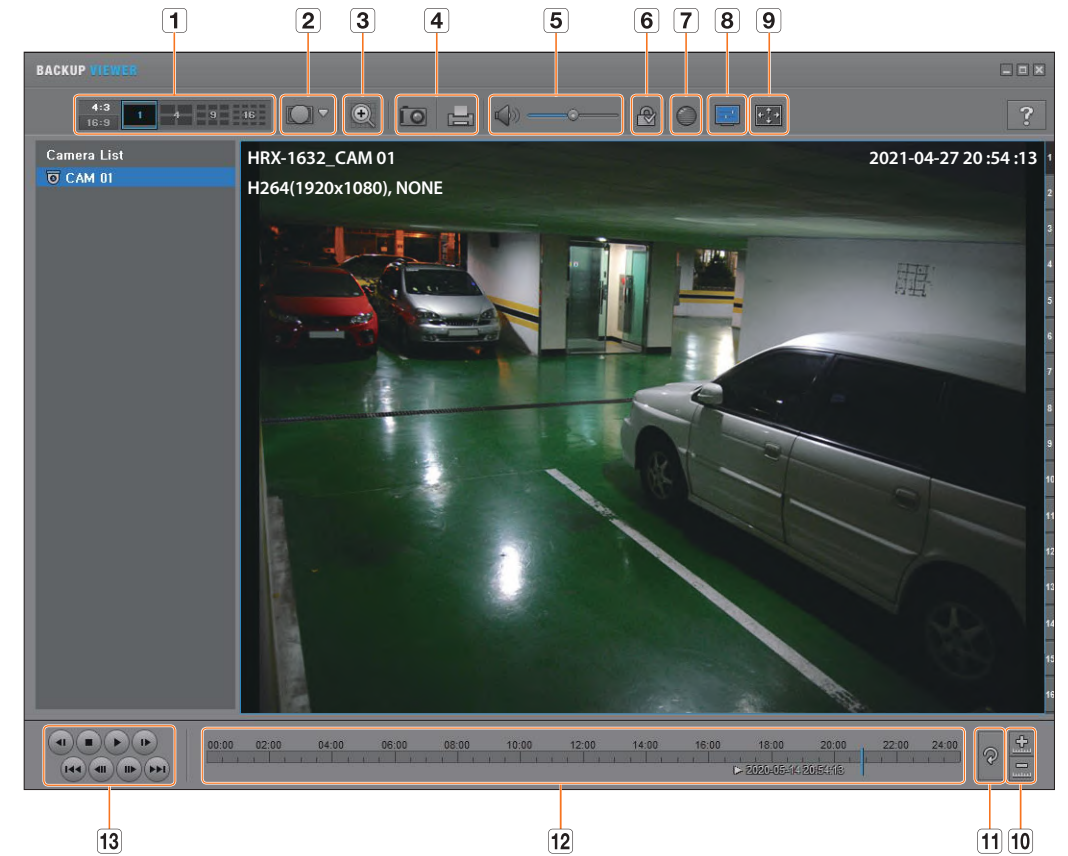 1 2 3 4 5 6 7 8 9
BACKUP VIEWER
4:3
16:9
1 4 9 16
?
Camera List
CAM 01
HRX-1632_CAM 01
2021-04-27 20 :54 :13
H264(1920x1080), NONE
1
2
3
4
5
6
7
8
9
10
11
12
13
14
15
16
00:00 02:00 04:00 06:00 08:00 10:00 12:00 14:00 16:00 18:00 20:00 22:00 24:00
2020-05-14 20:54:13
13 12 11 10